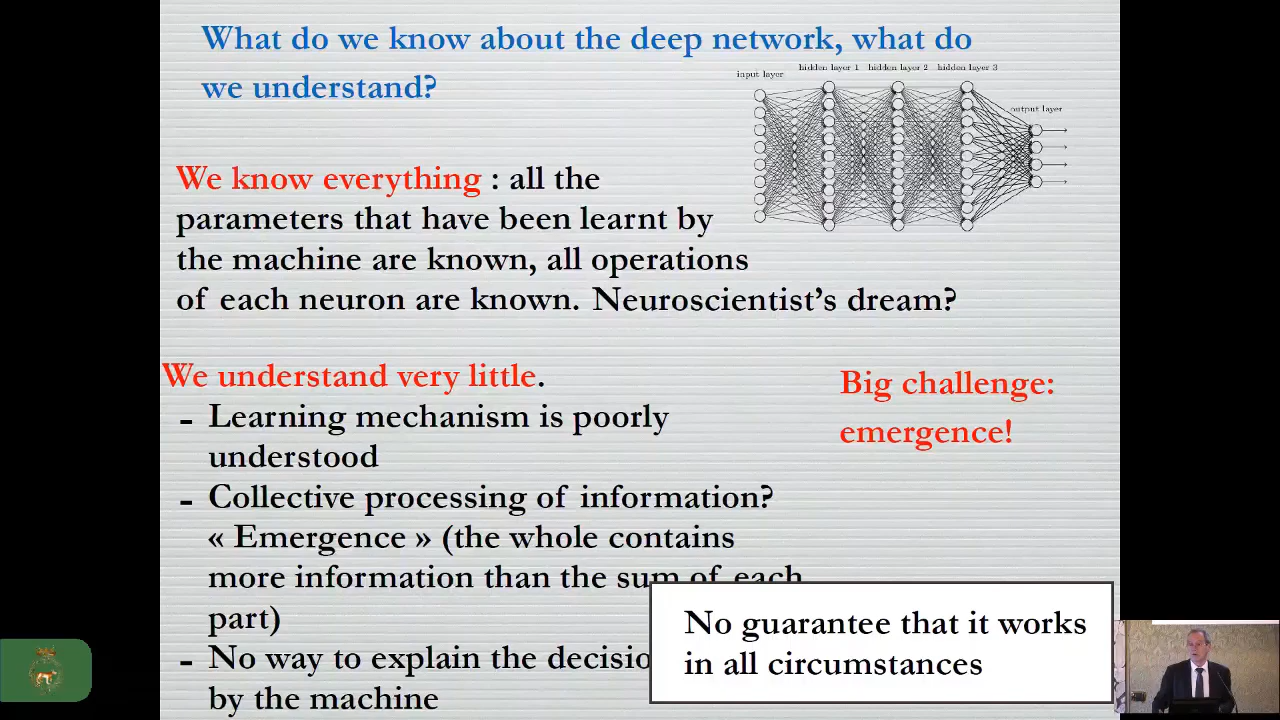 What do we know about the deep network, what do
we understand?
input layer
hidden layer 1 hidden layer 2 hidden layer 3
output layer
We know everything : all the
parameters that have been learnt by
the machine are known, all operations
of each neuron are known. Neuroscientist’s dream?
We understand very little.
- Learning mechanism is poorly
understood
- Collective processing of information?
« Emergence » (the whole contains
more information than the sum of each
part)
- No way to explain the decisio
by the machine
Big challenge:
emergence!
No guarantee that it works
in all circumstances